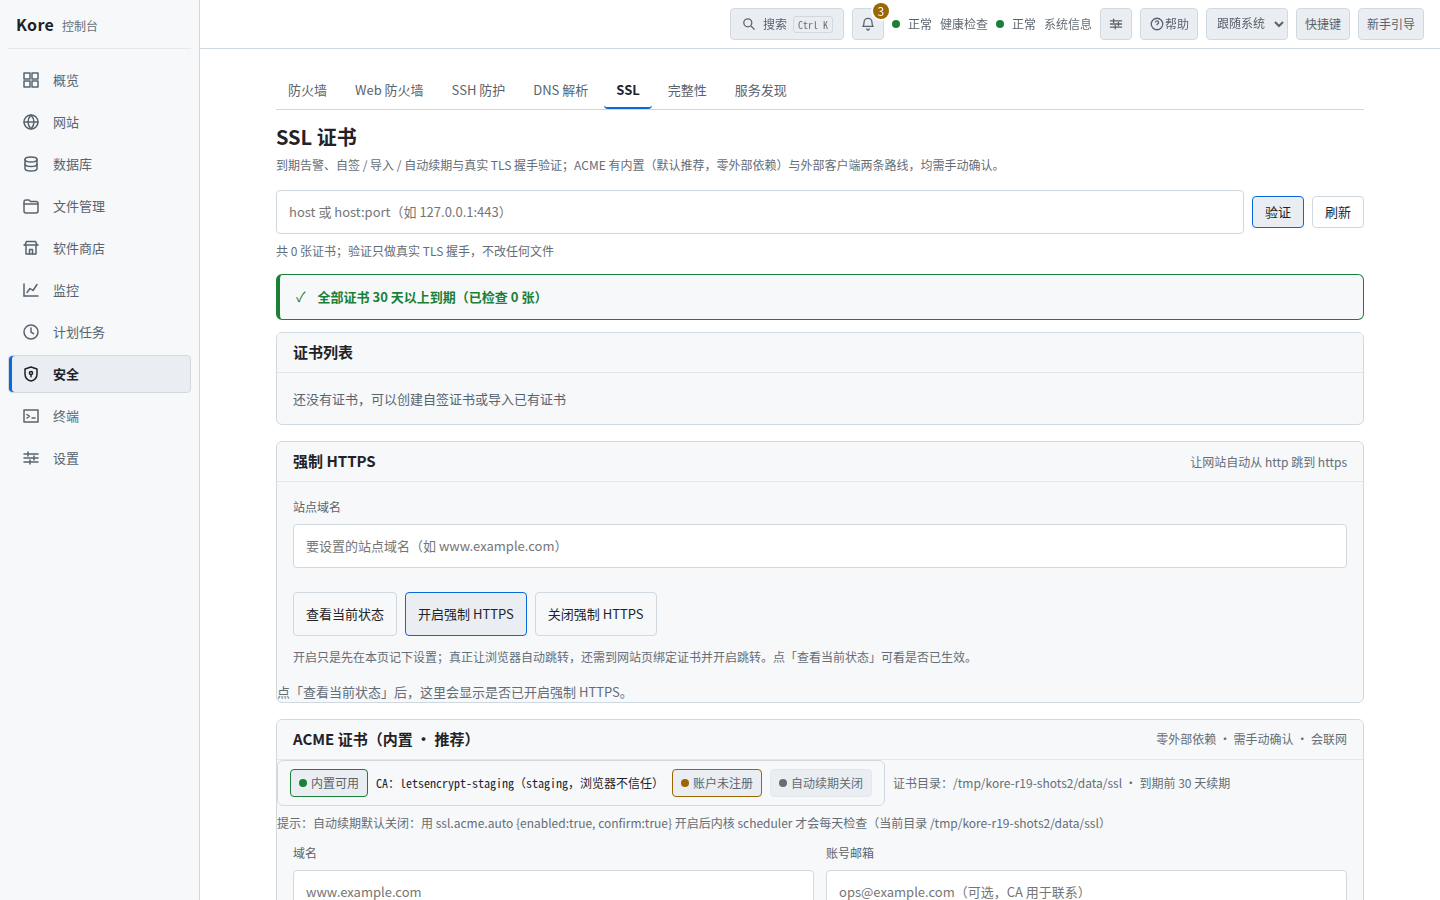 Kore 控制台
搜索 Ctrl K 3 正常 健康检查 正常 系统信息 帮助 跟随系统 快捷键 新手引导
概览
网站
数据库
文件管理
软件商店
监控
计划任务
安全
终端
设置
防火墙 Web 防火墙 SSH 防护 DNS 解析 SSL 完整性 服务发现
SSL 证书
到期告警、自签 / 导入 / 自动续期与真实 TLS 握手验证；ACME 有内置（默认推荐，零外部依赖）与外部客户端两条路线，均需手动确认。
host 或 host:port（如 127.0.0.1:443） 验证 刷新
共 0 张证书；验证只做真实 TLS 握手，不改任何文件
✓ 全部证书 30 天以上到期（已检查 0 张）
证书列表
还没有证书，可以创建自签证书或导入已有证书
强制 HTTPS 让网站自动从 http 跳到 https
站点域名
要设置的站点域名（如 www.example.com）
查看当前状态 开启强制 HTTPS 关闭强制 HTTPS
开启只是先在本页记下设置；真正让浏览器自动跳转，还需到网站页绑定证书并开启跳转。点「查看当前状态」可看是否已生效。
点「查看当前状态」后，这里会显示是否已开启强制 HTTPS。
ACME 证书（内置 · 推荐） 零外部依赖 · 需手动确认 · 会联网
内置可用 CA: letsencrypt-staging（staging，浏览器不信任） 账户未注册 自动续期关闭 证书目录：/tmp/kore-r19-shots2/data/ssl · 到期前 30 天续期
提示：自动续期默认关闭：用 ssl.acme.auto {enabled:true, confirm:true} 开启后内核 scheduler 才会每天检查（当前目录 /tmp/kore-r19-shots2/data/ssl）
域名 账号邮箱
www.example.com ops@example.com（可选，CA 用于联系）